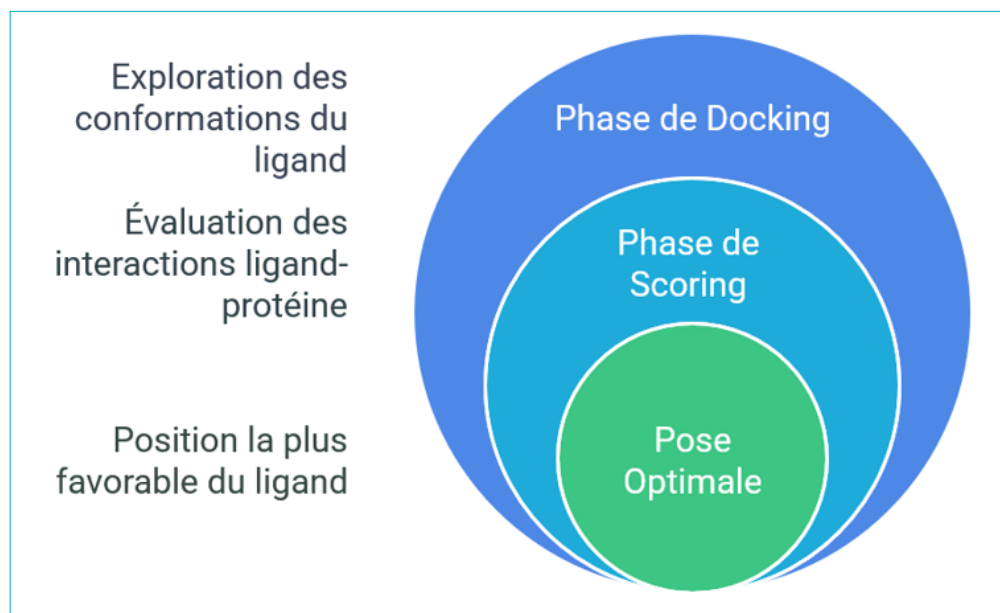 Exploration des
conformations du
ligand
Phase de Docking
Évaluation des
interactions ligand-
protéine
Phase de
Scoring
Position la plus
favorable du ligand
Pose
Optimale